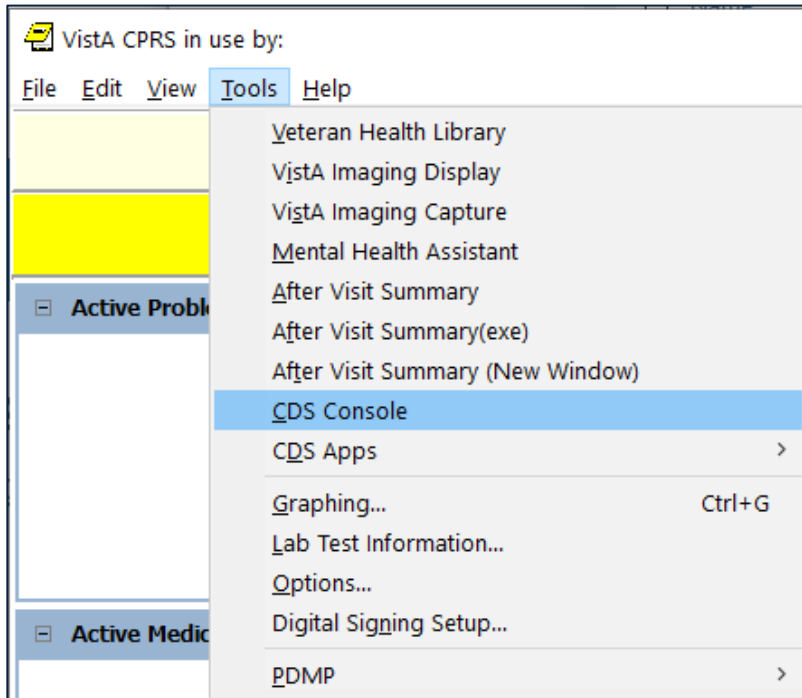 VistA CPRS in use by:
File Edit View Tools Help
Veteran Health Library
VistA Imaging Display
VistA Imaging Capture
Mental Health Assistant
After Visit Summary
After Visit Summary(exe)
After Visit Summary (New Window)
CDS Console
CDS Apps
Graphing... Ctrl+G
Lab Test Information...
Options...
Digital Signing Setup...
PDMP
Active Probl
Active Medic